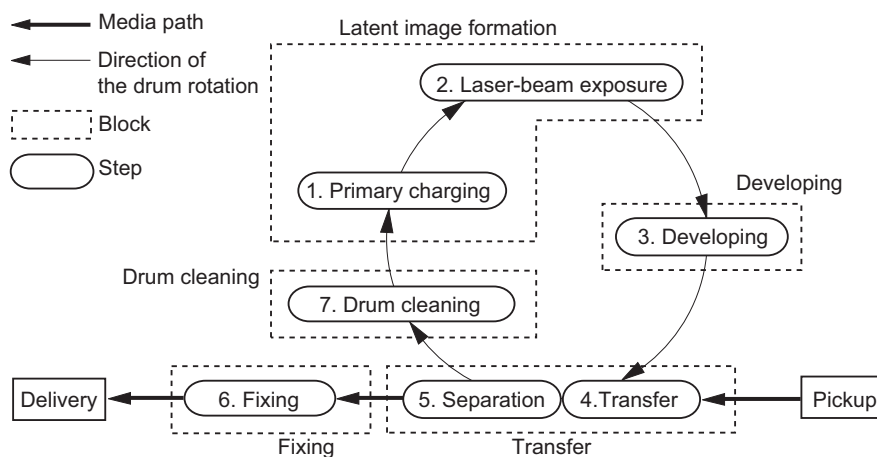 Media path
Direction of
the drum rotation
Block
Step
Latent image formation
2. Laser-beam exposure
1. Primary charging
Developing
3. Developing
Drum cleaning
7. Drum cleaning
Delivery
6. Fixing
5. Separation
4.Transfer
Pickup
Fixing
Transfer